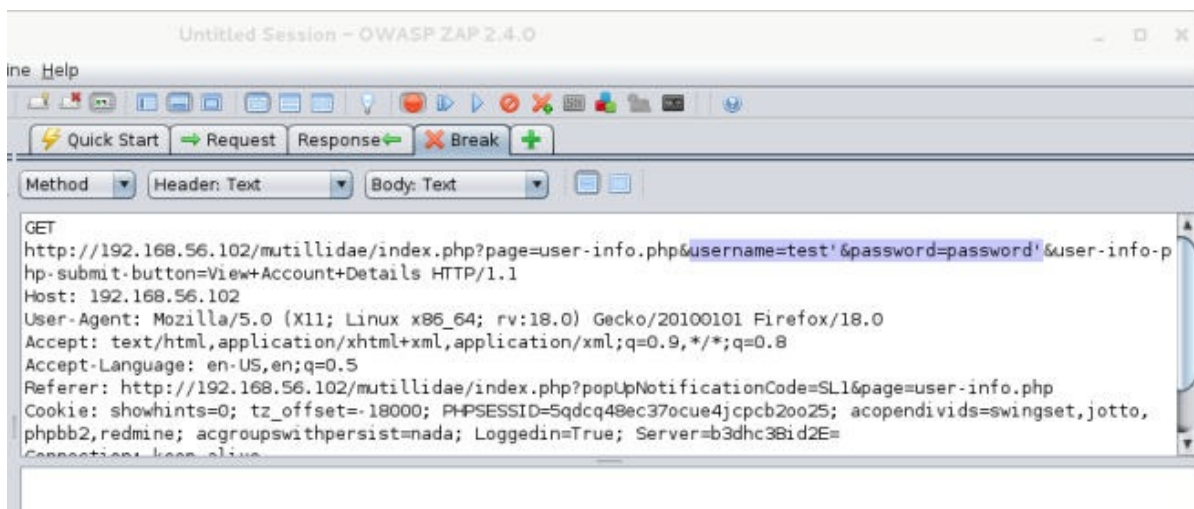 Untitled Session - OWASP ZAP 2.4.0
ine Help
Quick Start Request Response Break
Method Header: Text Body: Text
GET
http://192.168.56.102/mutillidae/index.php?page=user-info.php&username=test'&password=password'&user-info-p
hp-submit-button=View+Account+Details HTTP/1.1
Host: 192.168.56.102
User-Agent: Mozilla/5.0 (X11; Linux x86_64; rv:18.0) Gecko/20100101 Firefox/18.0
Accept: text/html,application/xhtml+xml,application/xml;q=0.9,*/*;q=0.8
Accept-Language: en-US,en;q=0.5
Referer: http://192.168.56.102/mutillidae/index.php?popUpNotificationCode=SL1&page=user-info.php
Cookie: showhints=0; tz_offset=-18000; PHPSESSID=5qdcq48ec37ocue4jcpcb2oo25; acopendivids=swingset,jotto,
phpbb2,redmine; acgroupswithpersist=nada; Loggedin=True; Server=b3dhc3Bid2E=
Connection: keep-alive